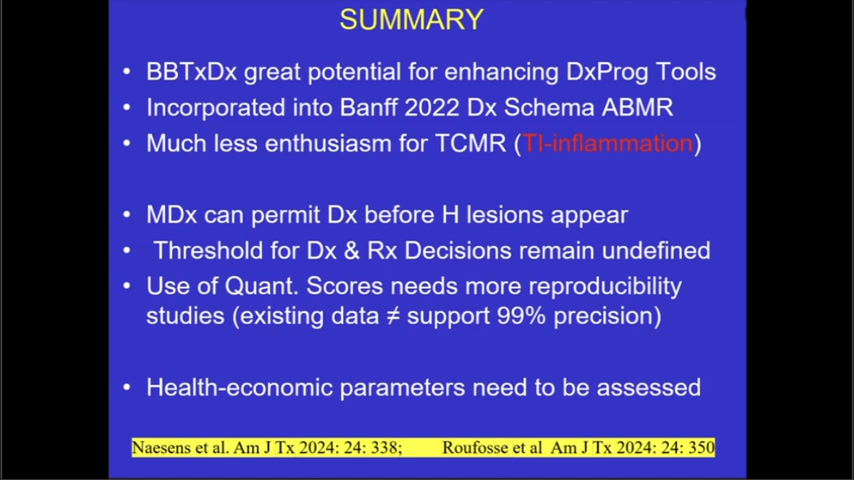 SUMMARY
• BBTxDx great potential for enhancing DxProg Tools
• Incorporated into Banff 2022 Dx Schema ABMR
• Much less enthusiasm for TCMR (TI-inflammation)
• MDx can permit Dx before H lesions appear
• Threshold for Dx & Rx Decisions remain undefined
• Use of Quant. Scores needs more reproducibility
studies (existing data ≠ support 99% precision)
• Health-economic parameters need to be assessed
Naesens et al. Am J Tx 2024: 24: 338; Roufosse et al Am J Tx 2024: 24: 350